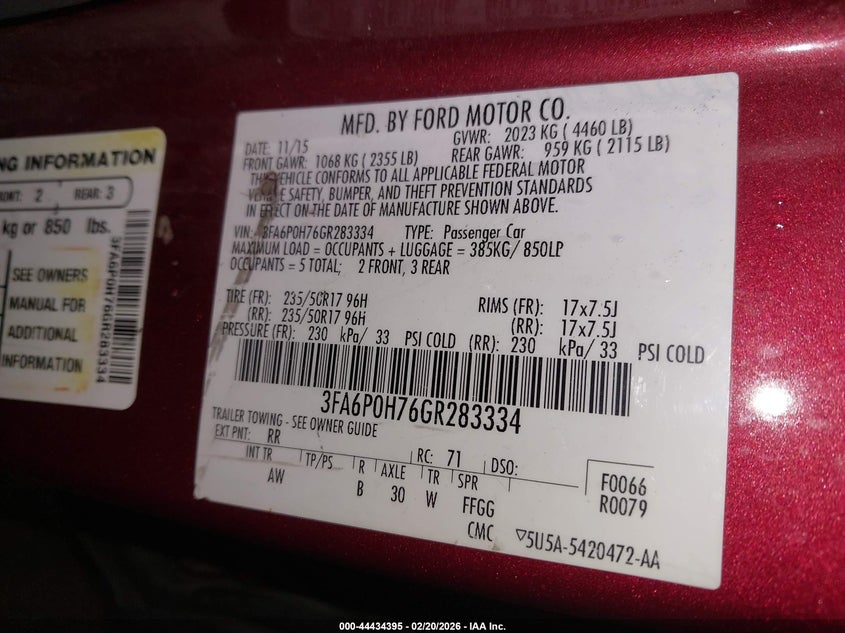 NG INFORMATION
RONT: 2 REAR: 3
kg or 850 lbs.
SEE OWNERS
MANUAL FOR
ADDITIONAL
INFORMATION
3FA6P0H76GR283334
MFD. BY FORD MOTOR CO.
DATE: 11/15 GVWR: 2023 KG ( 4460 LB)
FRONT GAWR: 1068 KG ( 2355 LB) REAR GAWR: 959 KG ( 2115 LB)
THIS VEHICLE CONFORMS TO ALL APPLICABLE FEDERAL MOTOR
VEHICLE SAFETY, BUMPER, AND THEFT PREVENTION STANDARDS
IN EFFECT ON THE DATE OF MANUFACTURE SHOWN ABOVE.
VIN: 3FA6P0H76GR283334 TYPE: Passenger Car
MAXIMUM LOAD = OCCUPANTS + LUGGAGE = 385KG/ 850LP
OCCUPANTS = 5 TOTAL; 2 FRONT, 3 REAR
TIRE (FR): 235/50R17 96H RIMS (FR): 17x7.5J
(RR): 235/50R17 96H (RR): 17x7.5J
PRESSURE (FR): 230 kPa/ 33 PSI COLD (RR): 230 kPa/ 33 PSI COLD
3FA6P0H76GR283334
TRAILER TOWING - SEE OWNER GUIDE
EXT PNT: RR RC: 71 DSO:
INT TR TP/PS R AXLE TR SPR
AW B 30 W FFGG
F0066
R0079
CMC ▽5U5A-5420472-AA
000-44434395 - 02/20/2026 - IAA Inc.